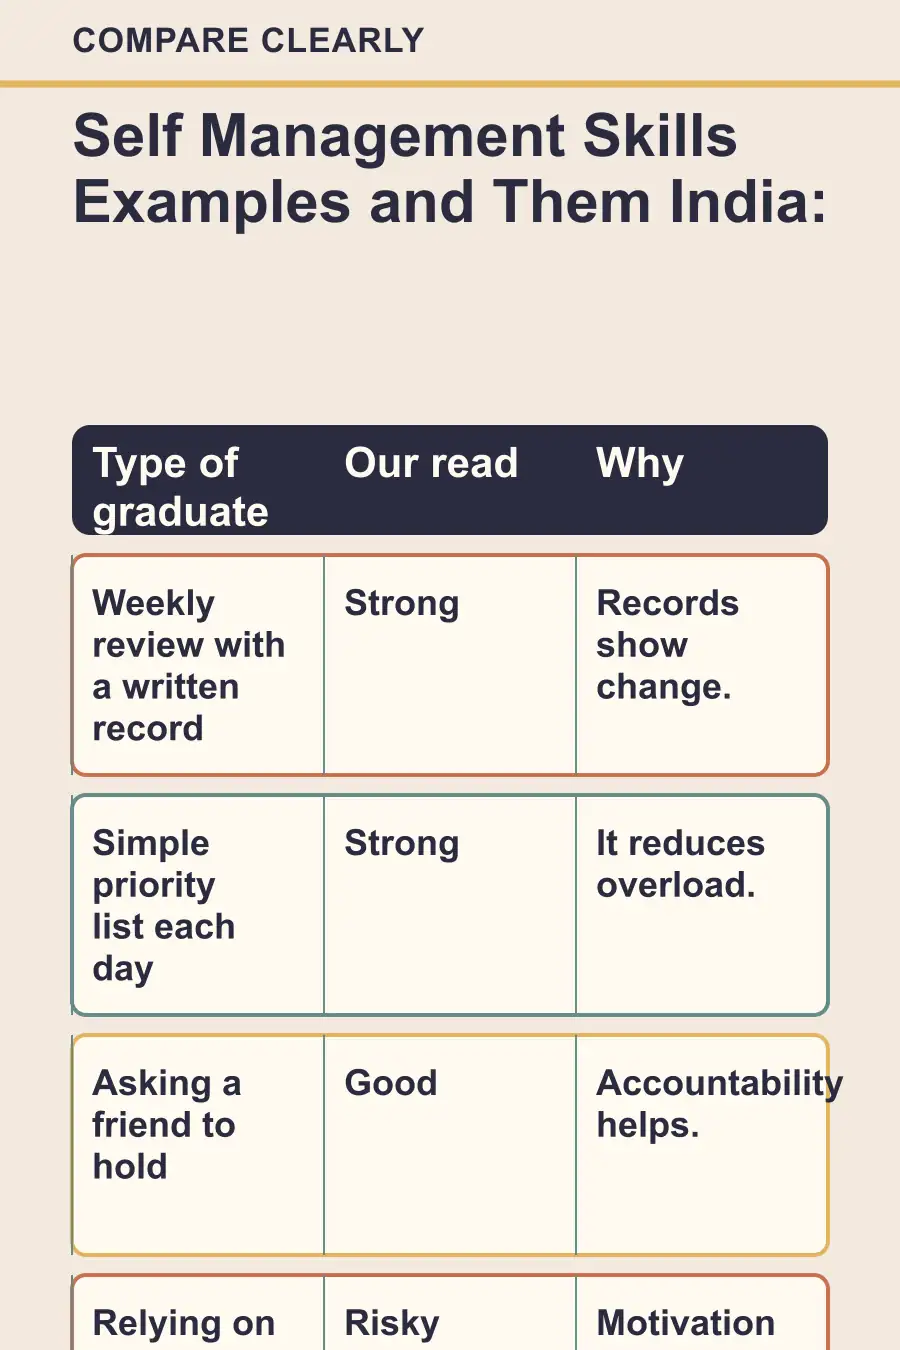 COMPARE CLEARLY
Self Management Skills
Examples and Them India:
Type of
graduate
Our read
Why
Weekly
review with
a written
record
Strong
Records
show
change.
Simple
priority
list each
day
Strong
It reduces
overload.
Asking a
friend to
hold
Good
Accountability
helps.
Relying on
Risky
Motivation